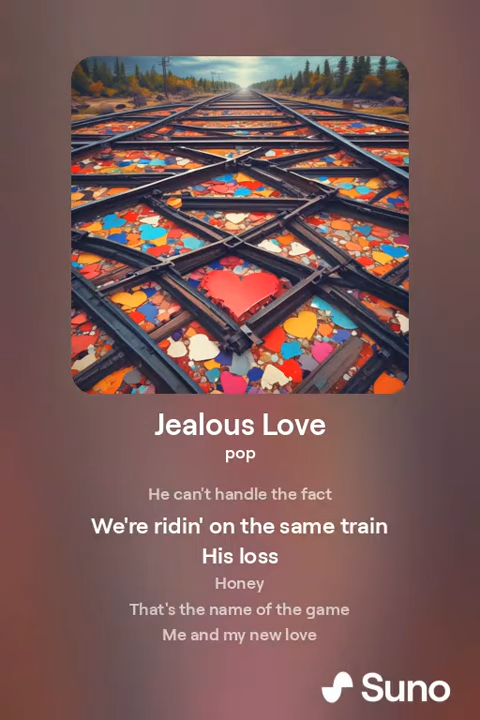 Jealous Love
pop
He can't handle the fact
We're ridin' on the same train
His loss
Honey
That's the name of the game
Me and my new love
Suno